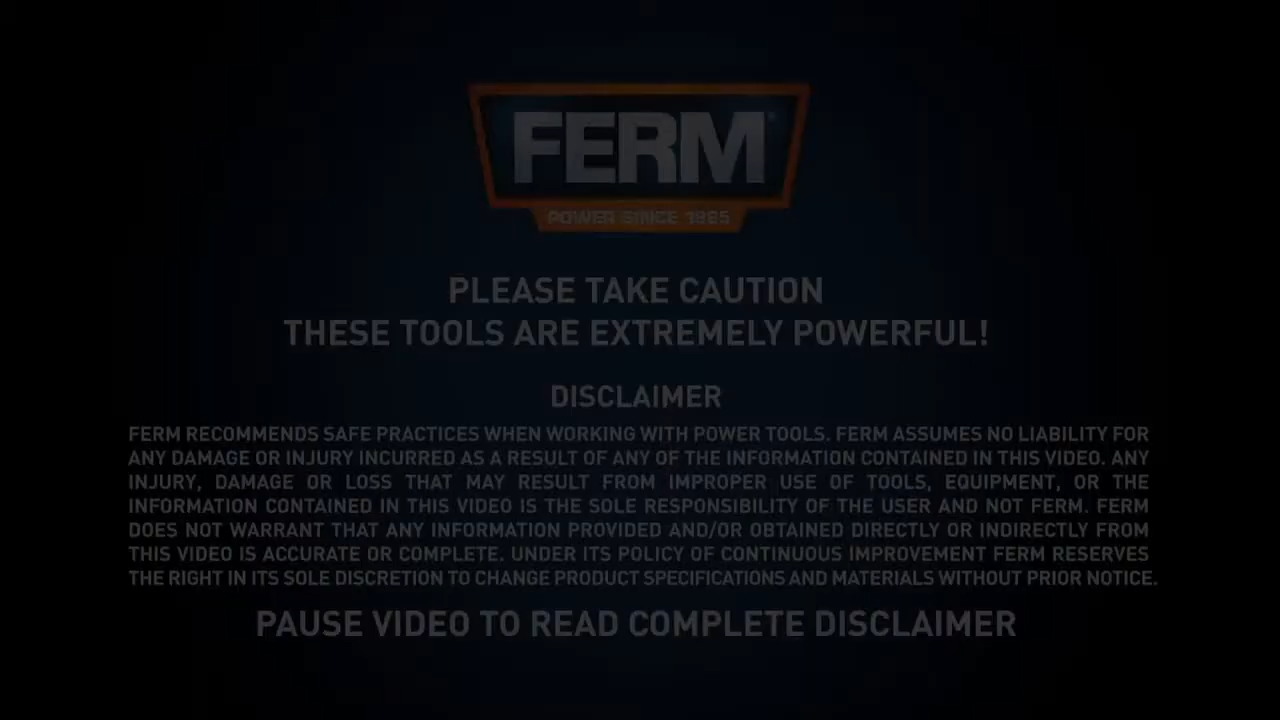 FERM®
POWER SINCE 1965
PLEASE TAKE CAUTION
THESE TOOLS ARE EXTREMELY POWERFUL!
DISCLAIMER
FERM RECOMMENDS SAFE PRACTICES WHEN WORKING WITH POWER TOOLS. FERM ASSUMES NO LIABILITY FOR
ANY DAMAGE OR INJURY INCURRED AS A RESULT OF ANY OF THE INFORMATION CONTAINED IN THIS VIDEO. ANY
INJURY, DAMAGE OR LOSS THAT MAY RESULT FROM IMPROPER USE OF TOOLS, EQUIPMENT, OR THE
INFORMATION CONTAINED IN THIS VIDEO IS THE SOLE RESPONSIBILITY OF THE USER AND NOT FERM. FERM
DOES NOT WARRANT THAT ANY INFORMATION PROVIDED AND/OR OBTAINED DIRECTLY OR INDIRECTLY FROM
THIS VIDEO IS ACCURATE OR COMPLETE. UNDER ITS POLICY OF CONTINUOUS IMPROVEMENT FERM RESERVES
THE RIGHT IN ITS SOLE DISCRETION TO CHANGE PRODUCT SPECIFICATIONS AND MATERIALS WITHOUT PRIOR NOTICE.
PAUSE VIDEO TO READ COMPLETE DISCLAIMER